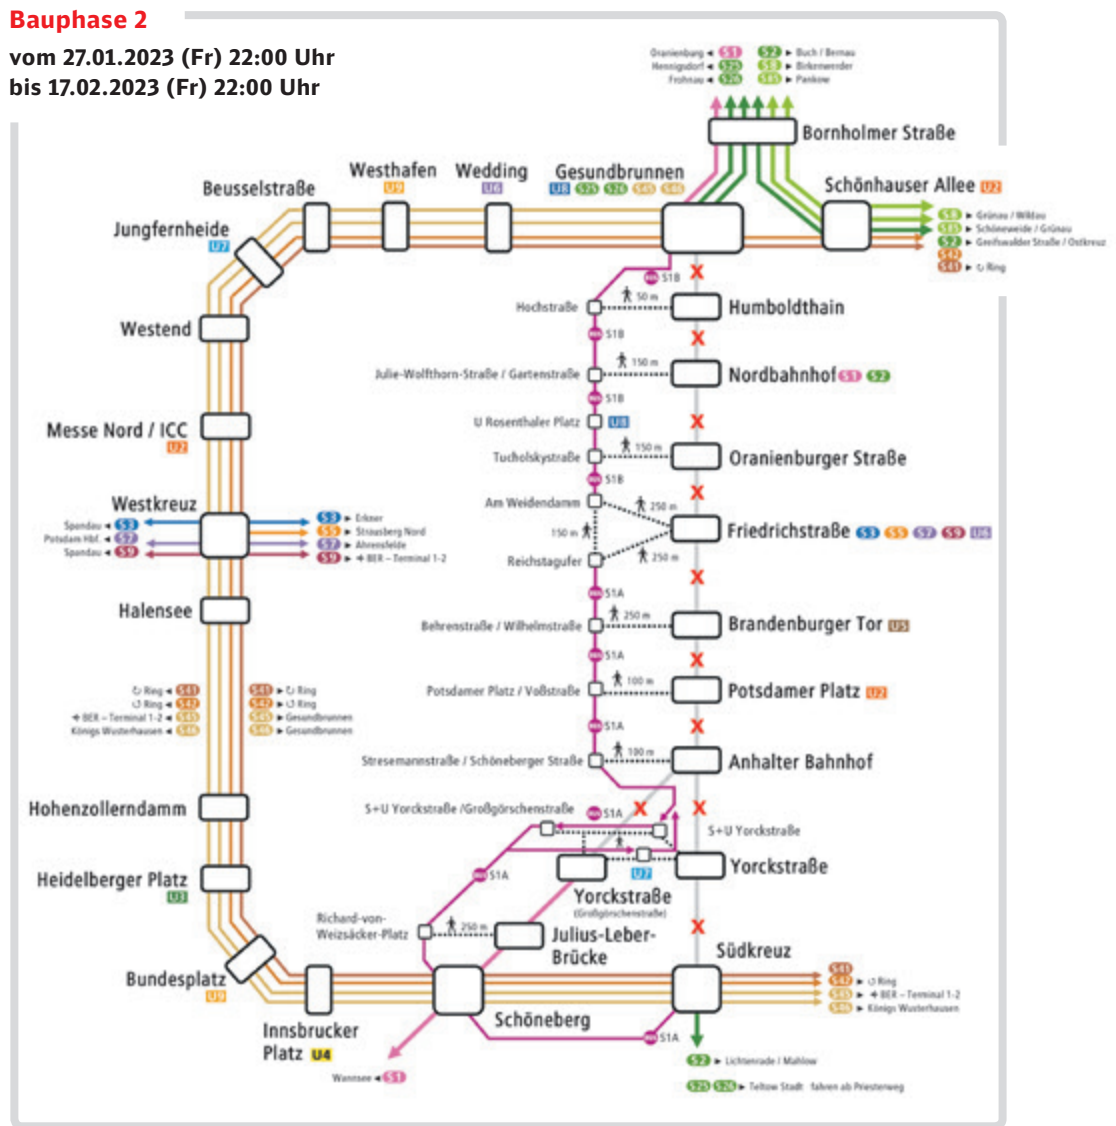 Bauphase 2
vom 27.01.2023 (Fr) 22:00 Uhr
bis 17.02.2023 (Fr) 22:00 Uhr
Oranienburg S1 S2 Buch / Bernau
Hennigsdorf S25 S8 Birkenwerder
Frohnau S26 S85 Pankow
Bornholmer Straße
Westhafen
U9
Wedding
U6
Gesundbrunnen
U8 S25 S26 S45 S46
Beusselstraße
Schönhauser Allee U2
Jungfernheide
U7
S8 Grünau / Wildau
S85 Schöneweide / Grünau
S2 Greifswalder Straße / Ostkreuz
S42
S41 Ring
BUS S1B
X
Hochstraße
50 m
Humboldthain
Westend
BUS S1B
X
Julie-Wolfthorn-Straße / Gartenstraße
150 m
Nordbahnhof S1 S2
BUS S1B
Messe Nord / ICC
U2
U Rosenthaler Platz U8
X
Tucholskystraße
150 m
Oranienburger Straße
BUS S1B
X
Westkreuz
Spandau S3
Potsdam Hbf. S7
Spandau S9
S3 Erkner
S5 Strausberg Nord
S7 Ahrensfelde
S9 BER – Terminal 1-2
Am Weidendamm
250 m
150 m
Friedrichstraße S3 S5 S7 S9 U6
Reichstagufer
250 m
X
BUS S1A
Halensee
Behrenstraße / Wilhelmstraße
250 m
Brandenburger Tor U5
BUS S1A
X
Ring S41
Ring S42
BER – Terminal 1-2 S45
Königs Wusterhausen S46
S41 Ring
S42 Ring
S45 Gesundbrunnen
S46 Gesundbrunnen
Potsdamer Platz / Voßstraße
100 m
Potsdamer Platz U2
BUS S1A
X
Stresemannstraße / Schöneberger Straße
100 m
Anhalter Bahnhof
Hohenzollerndamm
S+U Yorckstraße /Großgörschenstraße
BUS S1A
X
X
S+U Yorckstraße
U7
Yorckstraße
Yorckstraße
(Großgörschenstraße)
Heidelberger Platz
U3
BUS S1A
Richard-von-
Weizsäcker-Platz
250 m
Julius-Leber-
Brücke
X
Südkreuz
Bundesplatz
U9
S41
S42 Ring
S45 BER – Terminal 1-2
S46 Königs Wusterhausen
Innsbrucker
Platz U4
Schöneberg
BUS S1A
Wannsee S1
S2 Lichtenrade / Mahlow
S25 S26 Teltow Stadt fahren ab Priesterweg